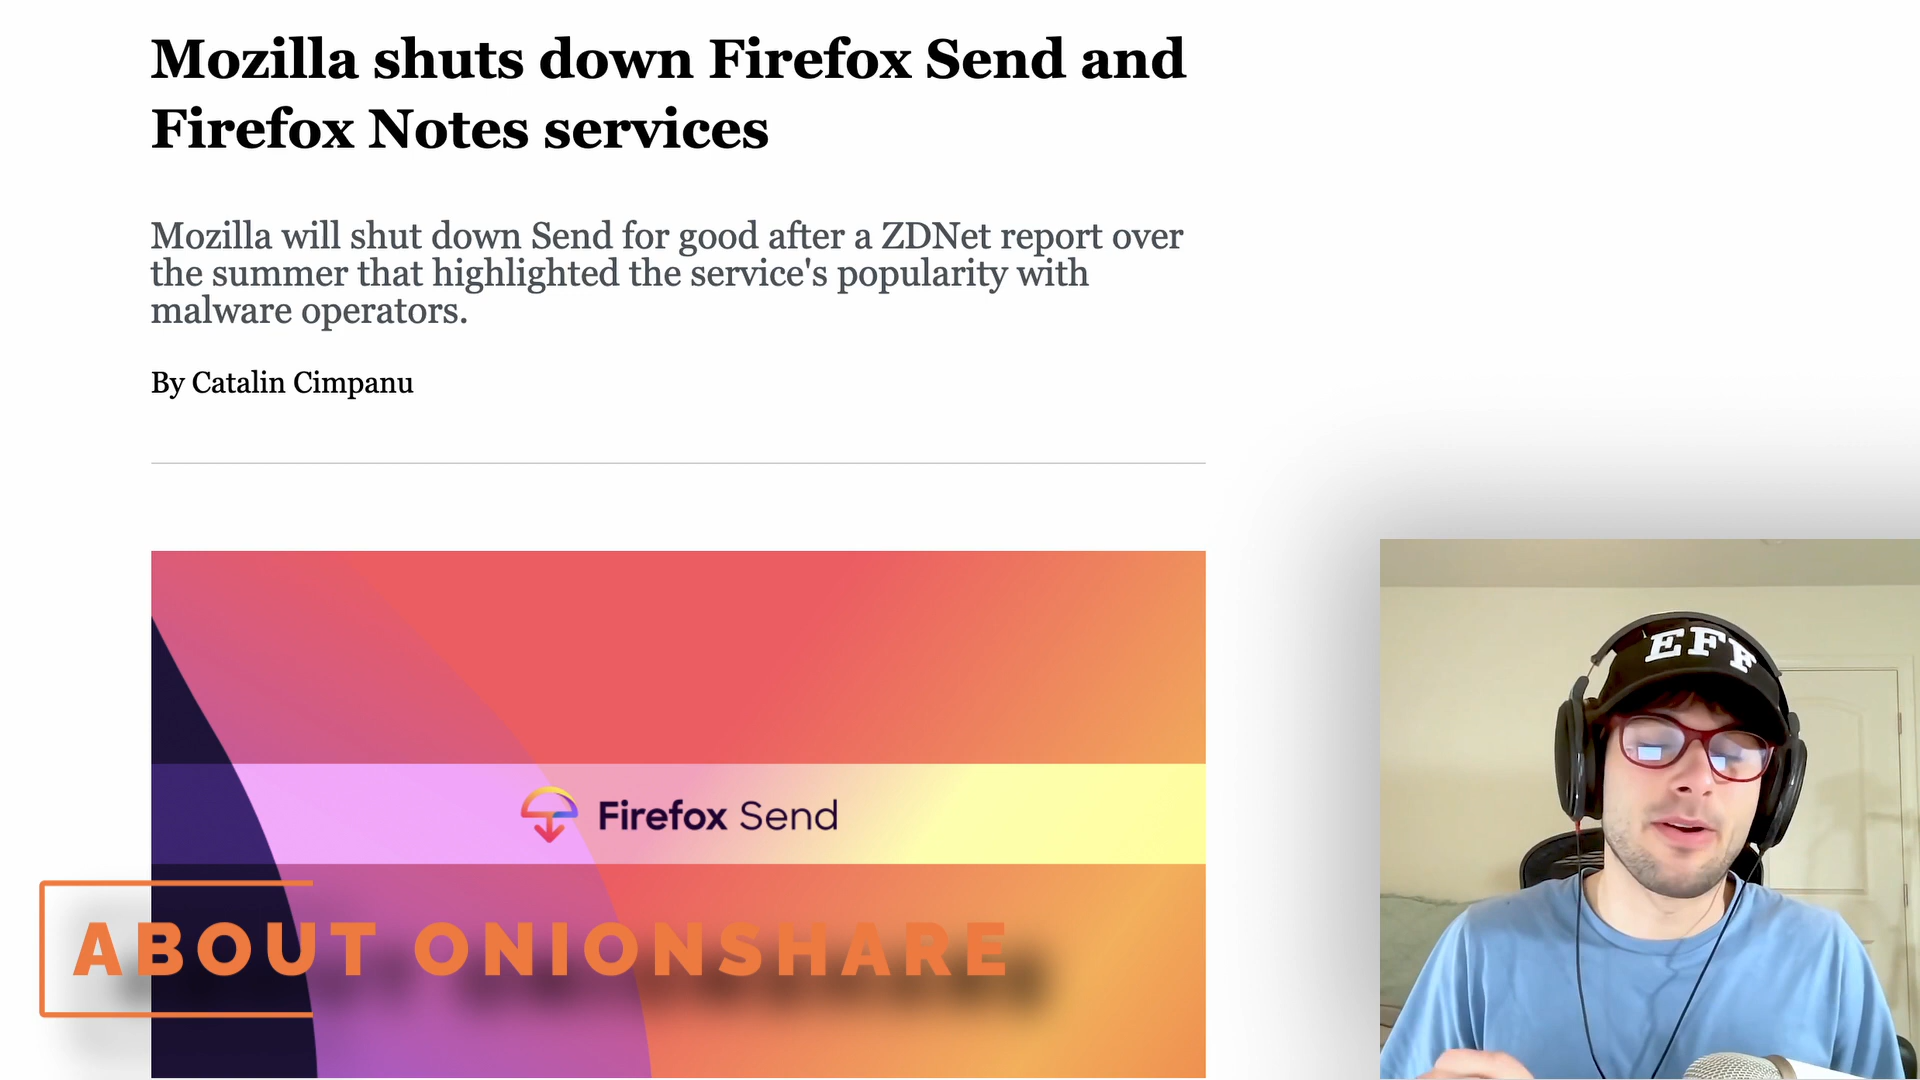 Mozilla shuts down Firefox Send and
Firefox Notes services
Mozilla will shut down Send for good after a ZDNet report over
the summer that highlighted the service's popularity with
malware operators.
By Catalin Cimpanu
Firefox Send
ABOUT ONIONSHARE
EFF